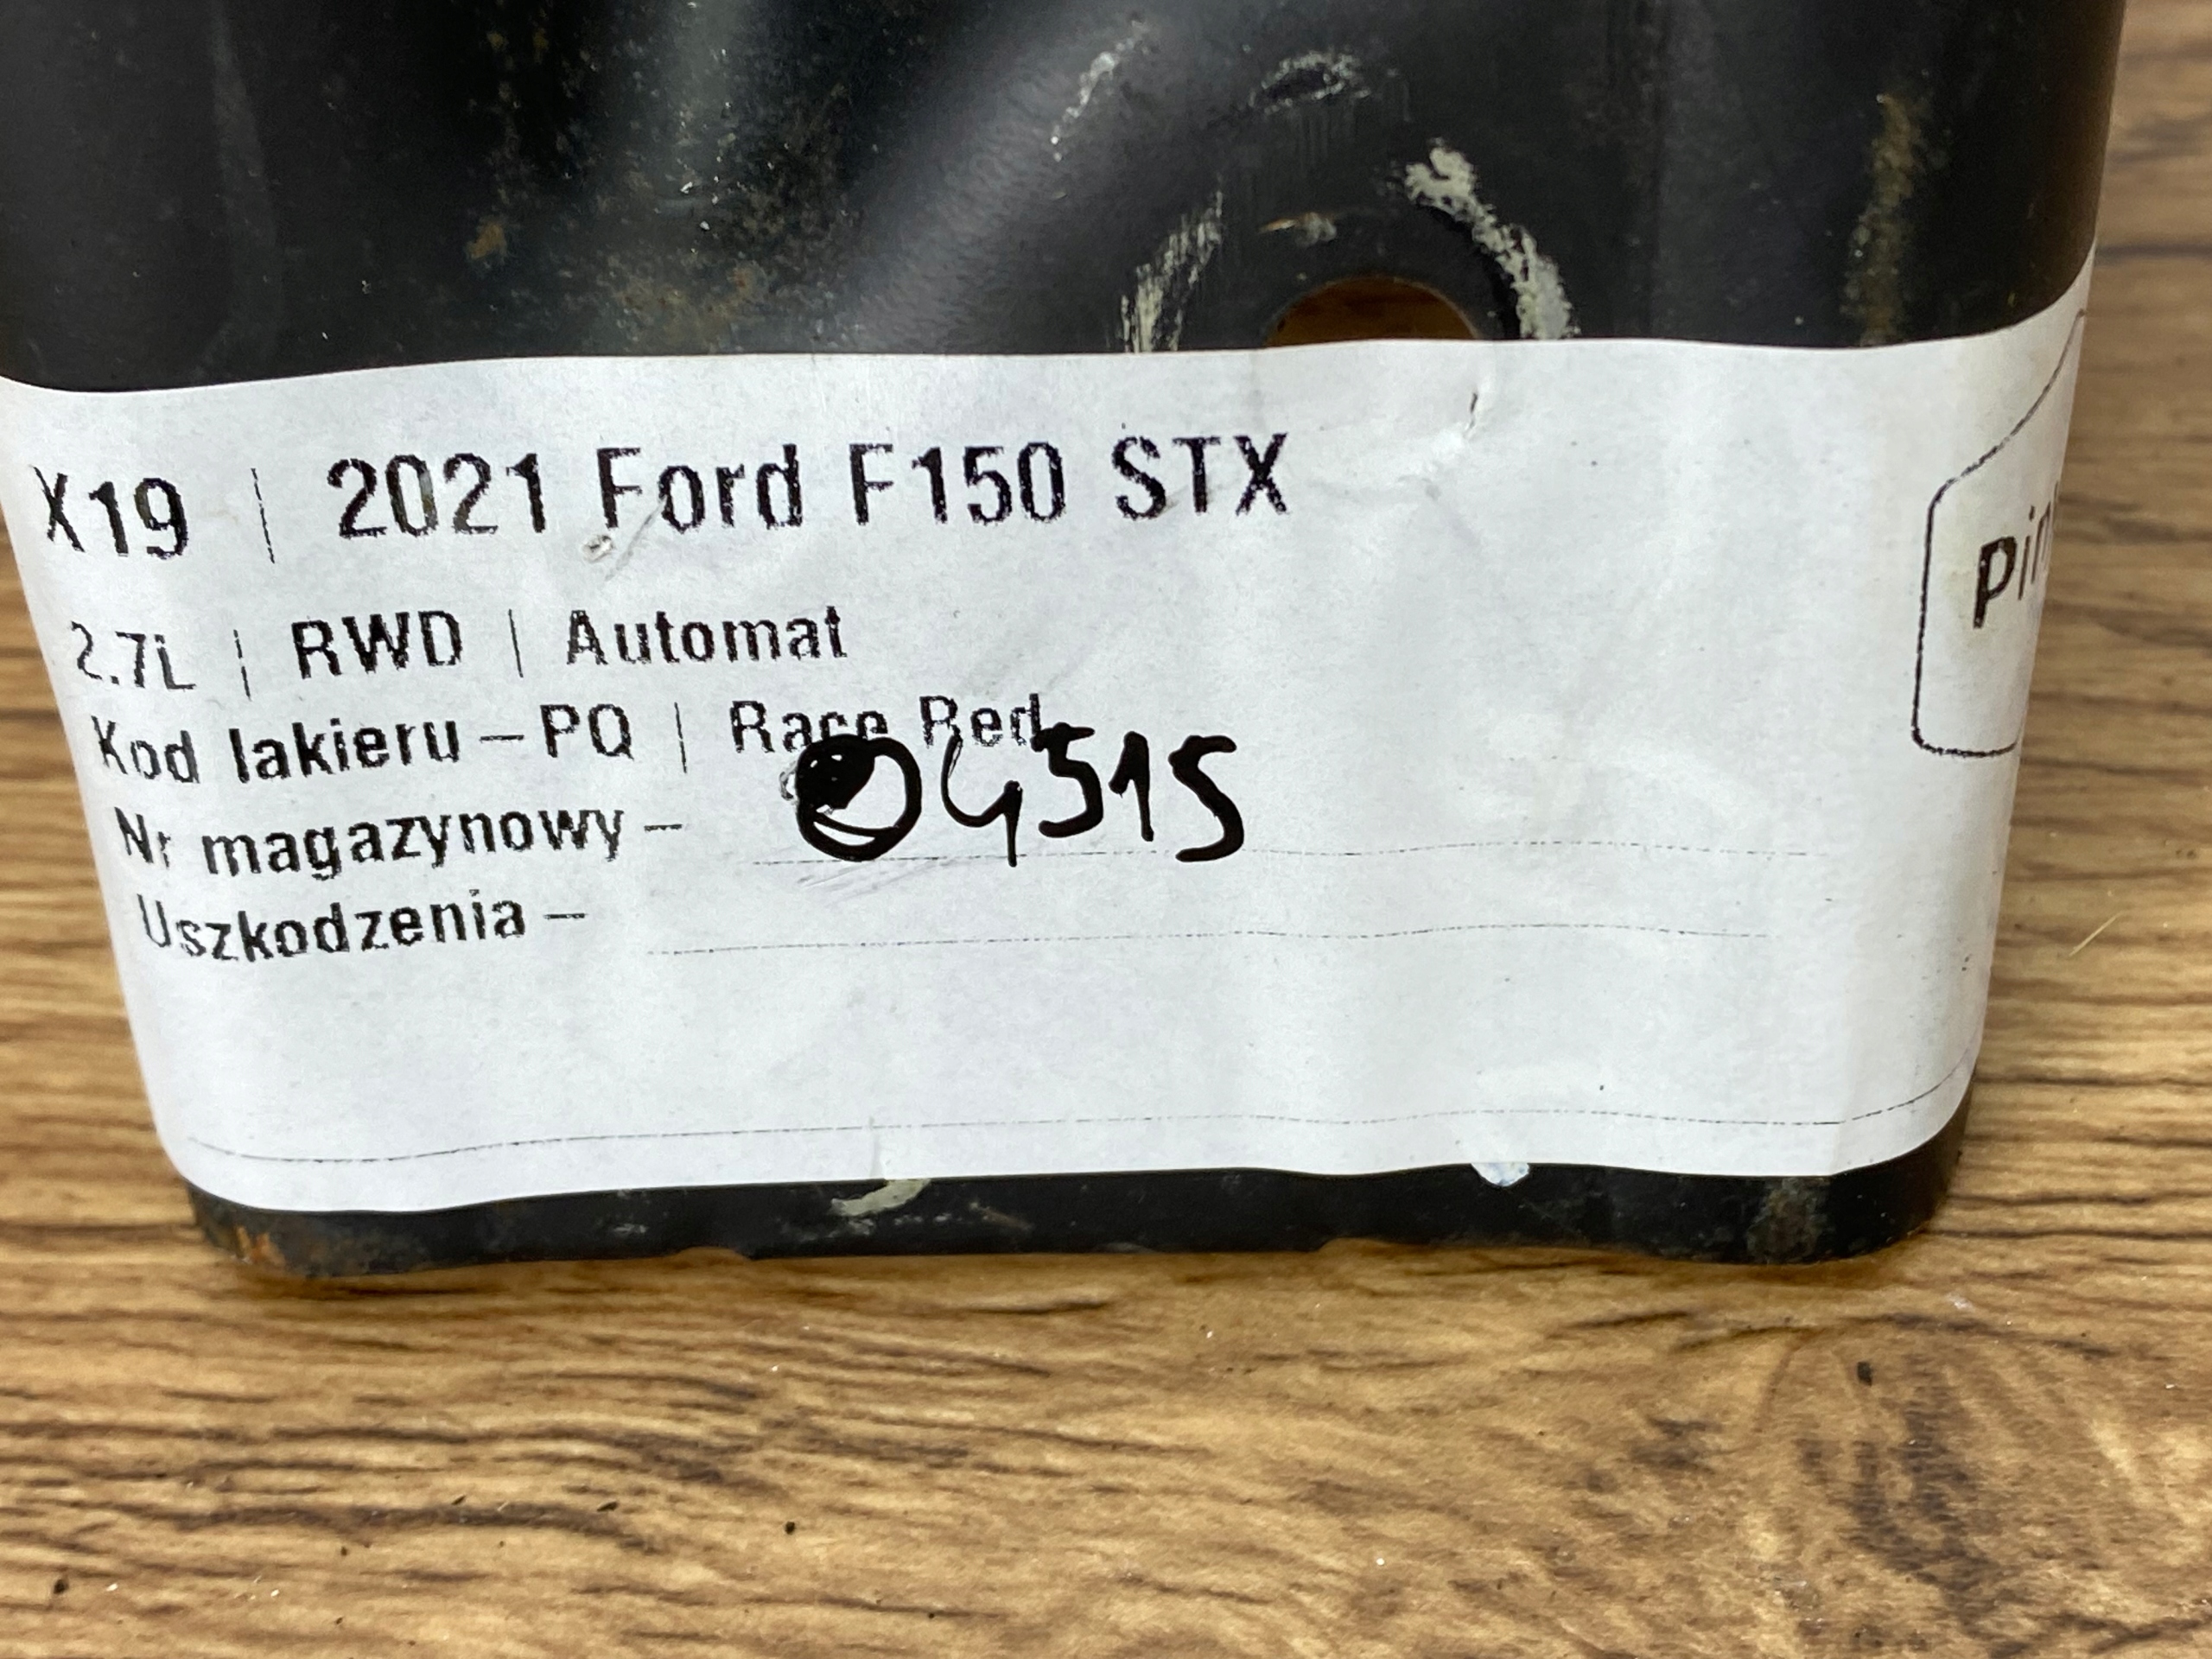 X19 | 2021 Ford F150 STX
2.7L | RWD | Automat
Kod lakieru – PQ | Race Red
Nr magazynowy – 04515
Uszkodzenia –